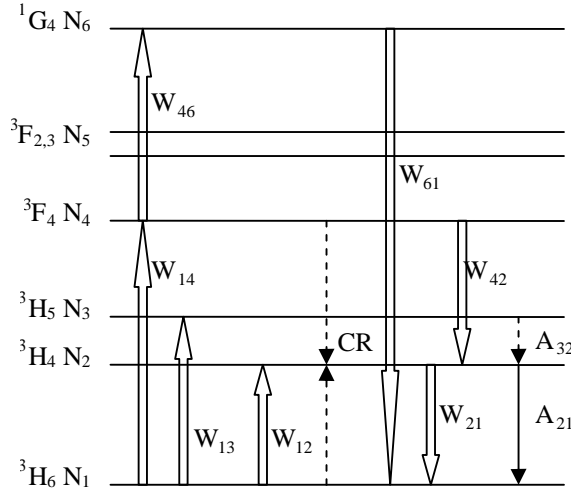 ¹G₄ N₆
W₄₆
³F₂,₃ N₅
W₆₁
³F₄ N₄
W₁₄
W₄₂
³H₅ N₃
CR
A₃₂
³H₄ N₂
W₁₃
W₁₂
W₂₁
A₂₁
³H₆ N₁